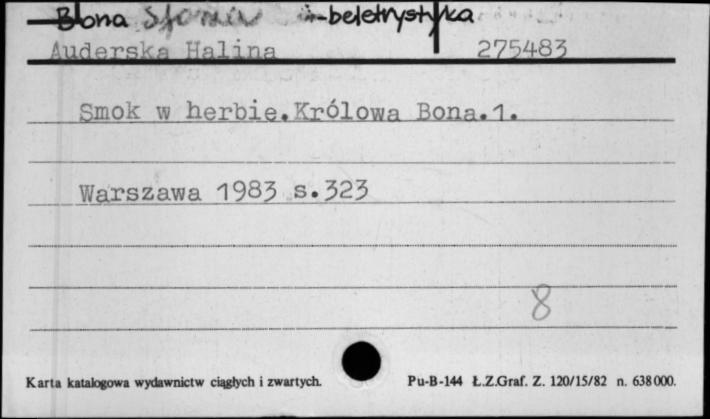 Bona - beletrystyka
Auderska Halina 275483
Smok w herbie.Królowa Bona.1.
Warszawa 1983 s.323
8
Karta katalogowa wydawnictw ciągłych i zwartych. Pu-B-144 Ł.Z.Graf. Z. 120/15/82 n. 638000.